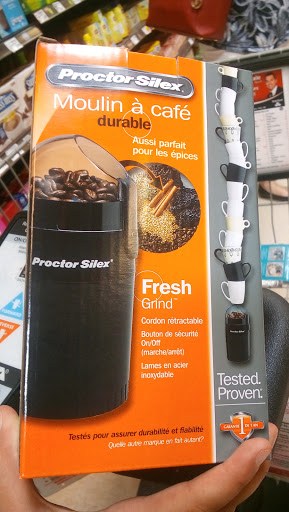 Proctor Silex®
Moulin à café
durable
Aussi parfait
pour les épices
Proctor Silex®
Fresh
Grind™
Cordon rétractable
Bouton de sécurité
On/Off
(marche/arrêt)
Lames en acier
inoxydable
Tested.
Proven.
Testés pour assurer durabilité et fiabilité
Quelle autre marque en fait autant?